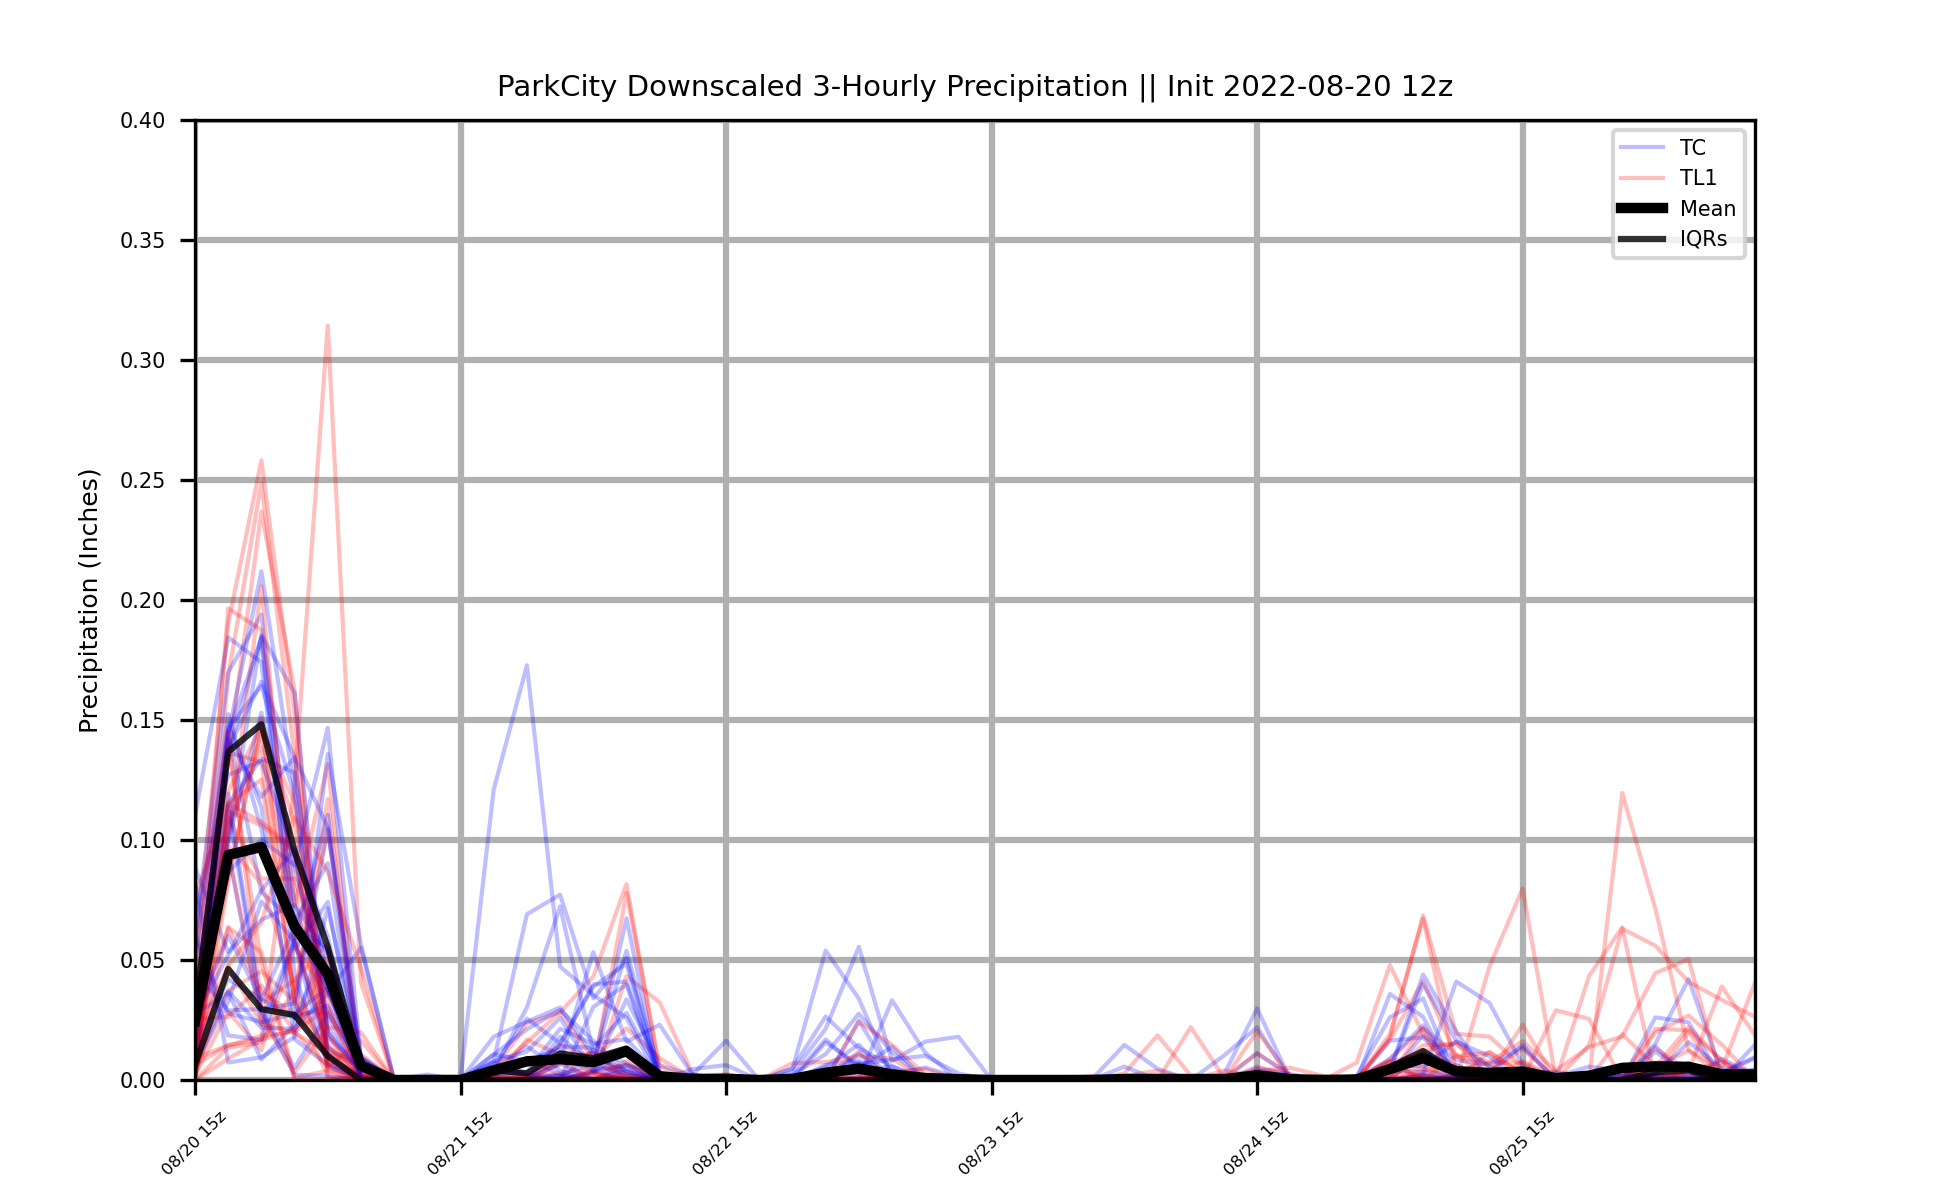 ParkCity Downscaled 3-Hourly Precipitation || Init 2022-08-20 12z
TC
TL1
Mean
IQRs
Precipitation (Inches)
0.40
0.35
0.30
0.25
0.20
0.15
0.10
0.05
0.00
08/20 15z
08/21 15z
08/22 15z
08/23 15z
08/24 15z
08/25 15z